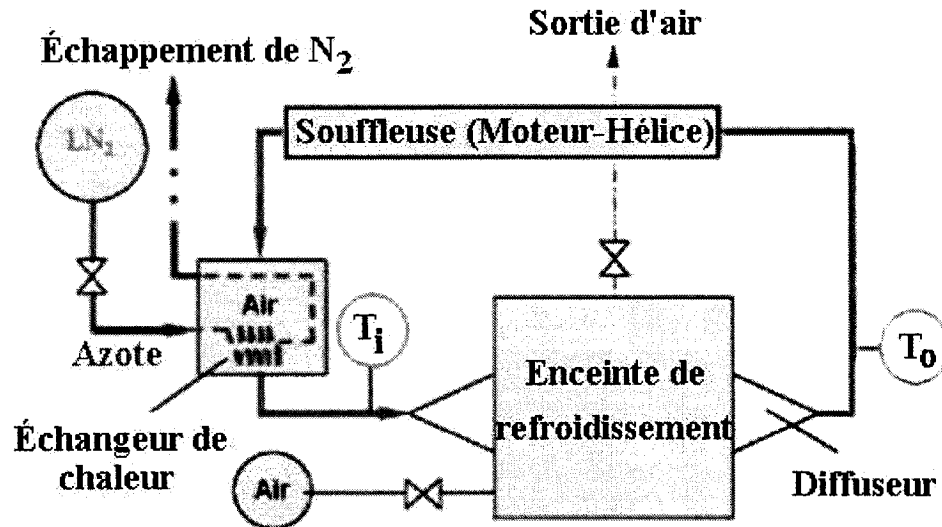 Sortie d'air
Échappement de N₂
LN₂
Souffleuse (Moteur-Hélice)
Air
Azote
Tᵢ
Tₒ
Enceinte de
refroidissement
Échangeur de
chaleur
Air
Diffuseur